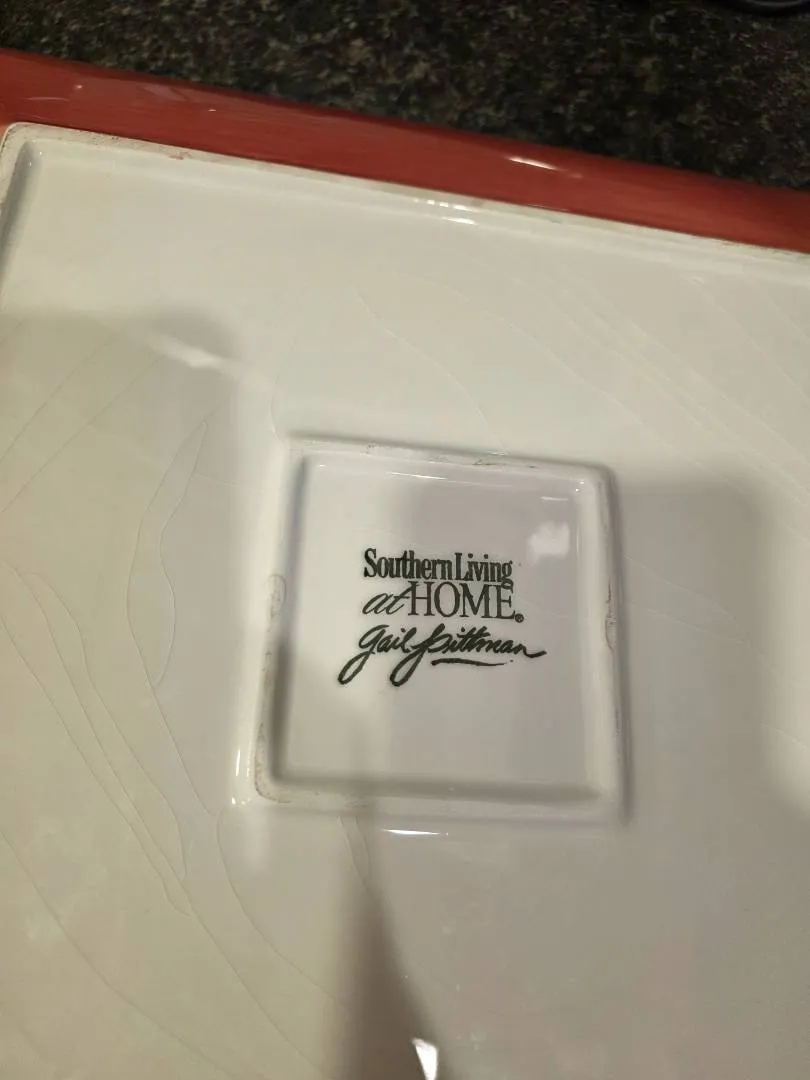 Southern Living
at HOME®
Gail Pittman